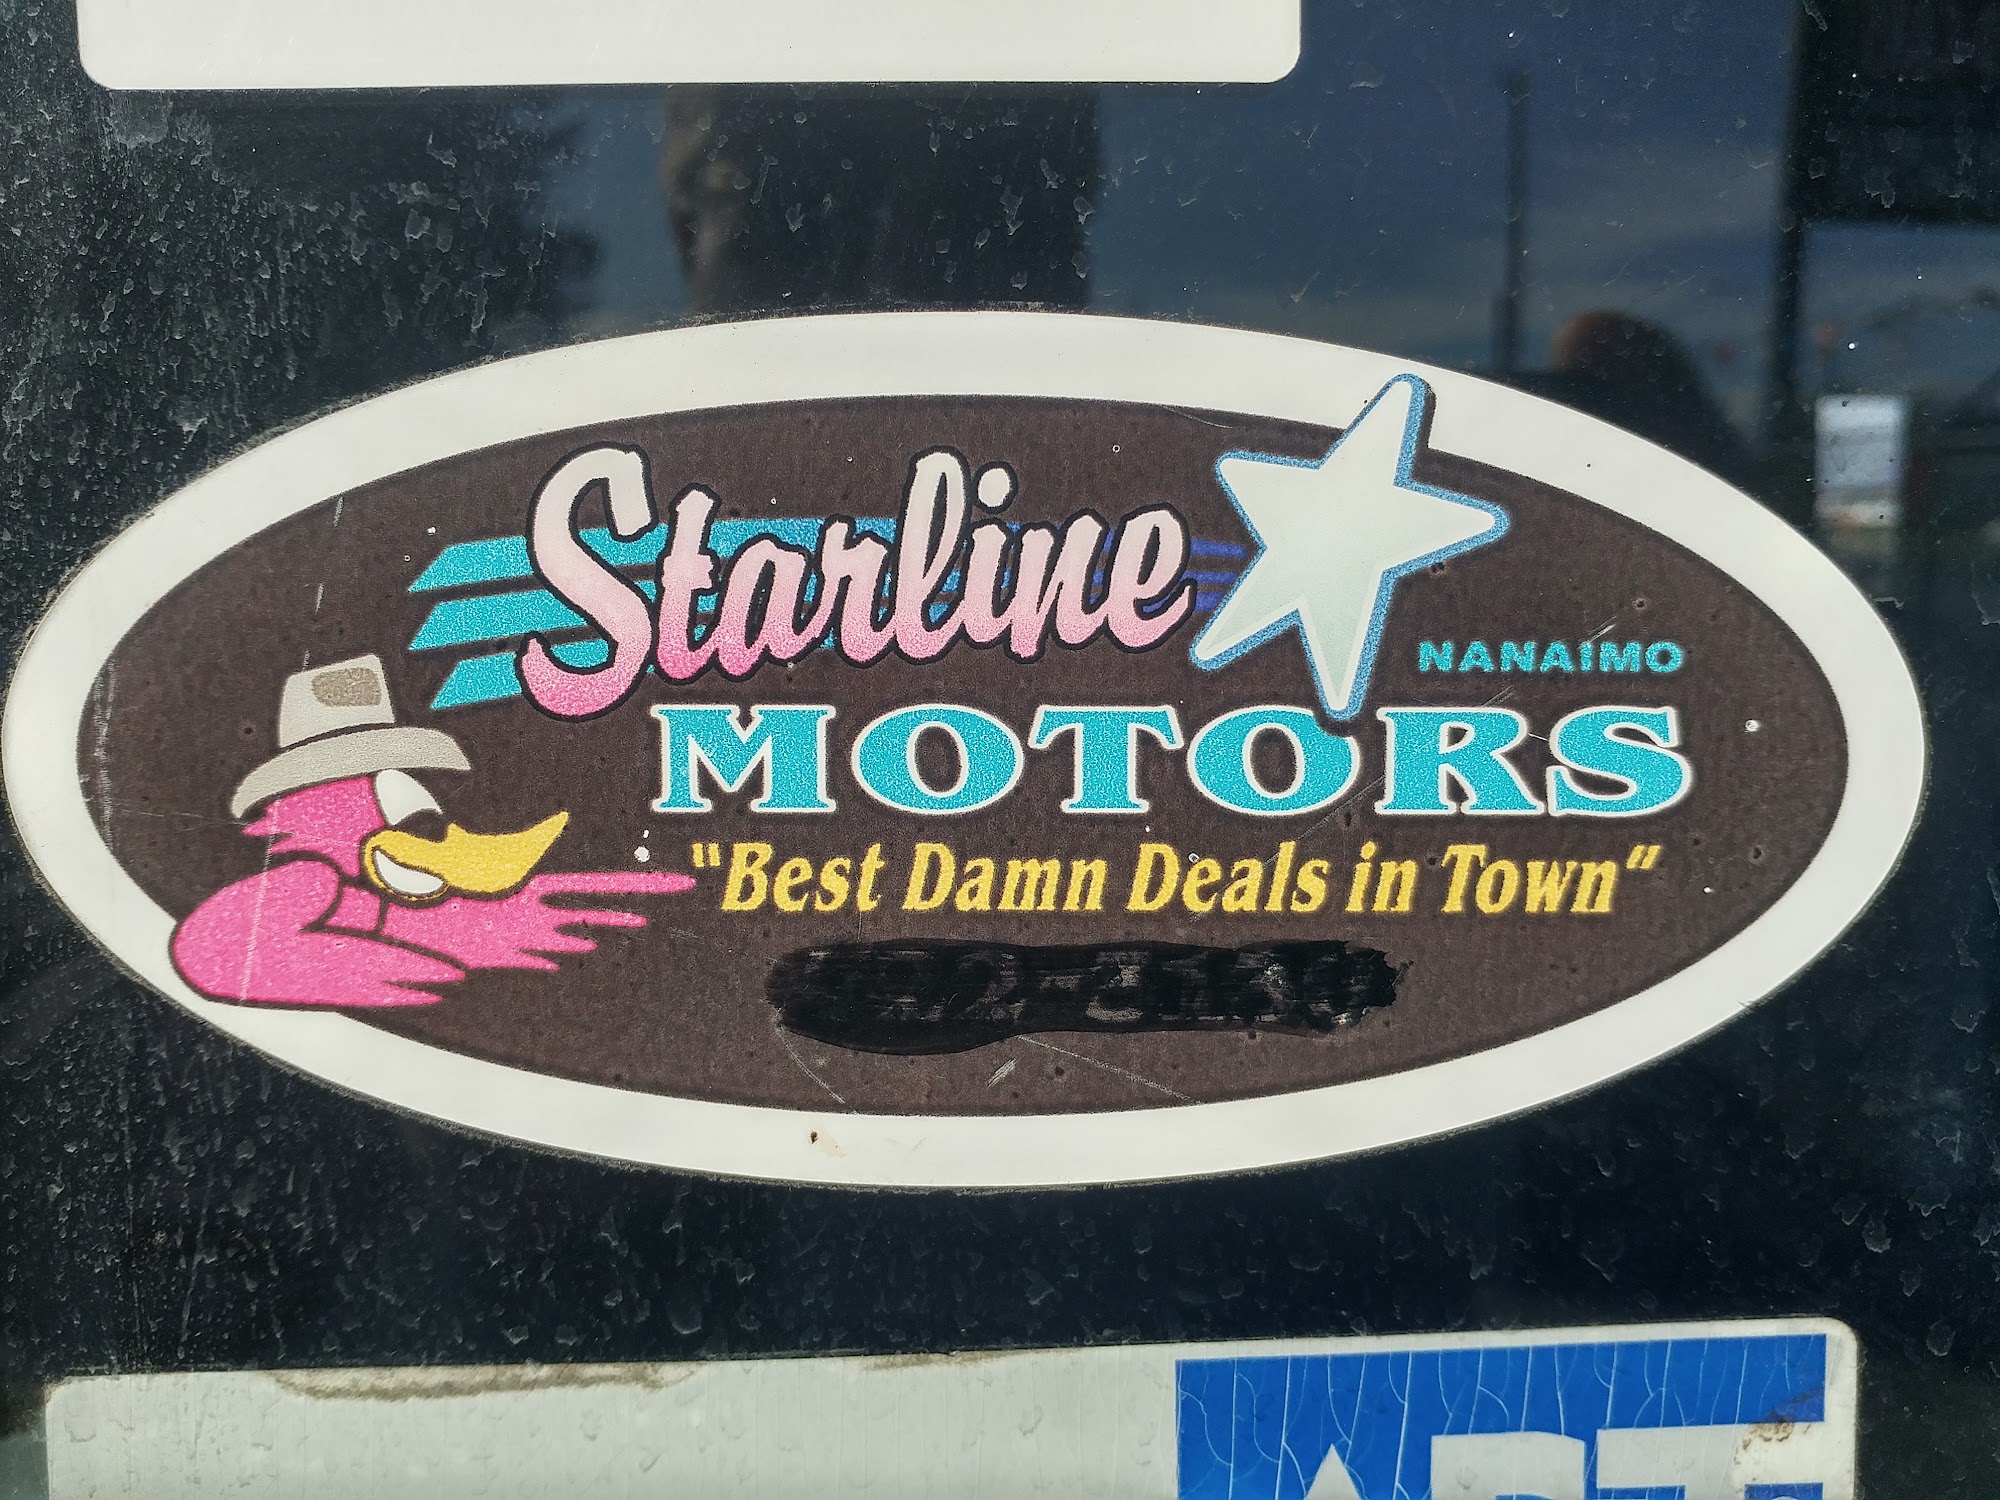 Starline
NANAIMO
MOTORS
"Best Damn Deals in Town"